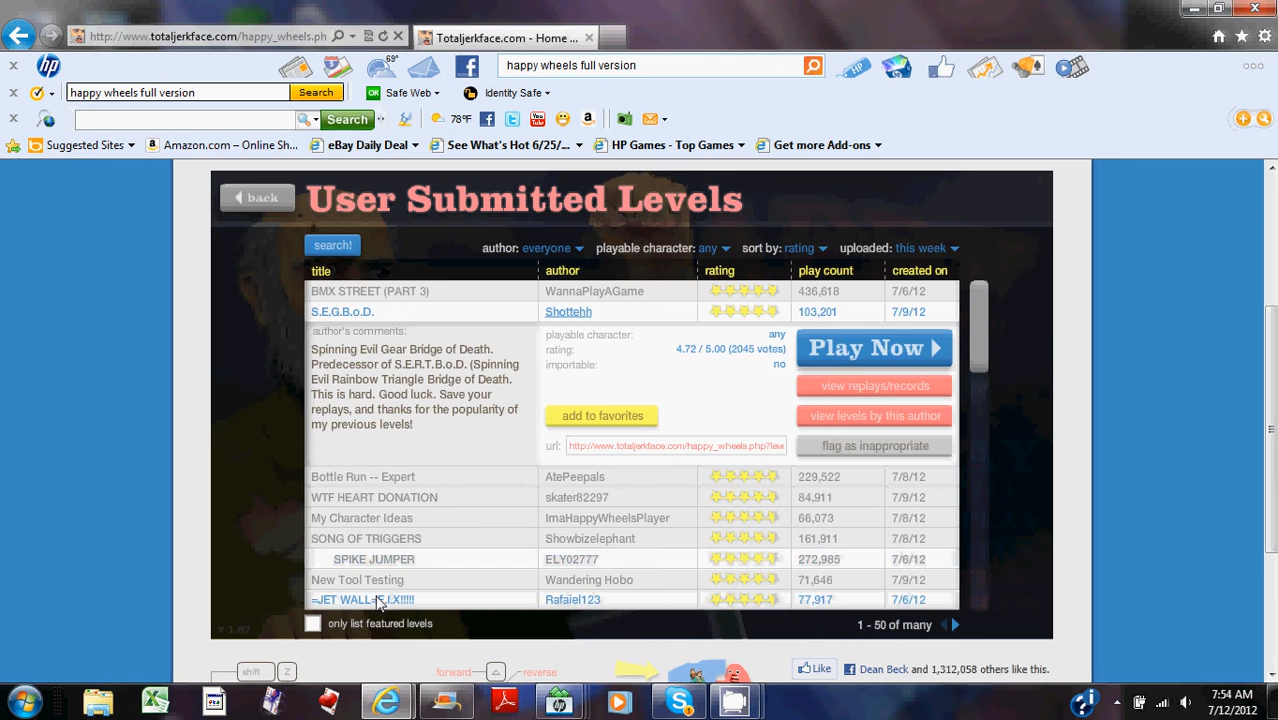 http://www.totaljerkface.com/happy_wheels.ph
Totaljerkface.com - Home ...
happy wheels full version
69°
happy wheels full version
Search
OK Safe Web
Identity Safe
Search
78°F
Suggested Sites
Amazon.com – Online Sh...
eBay Daily Deal
See What's Hot 6/25/...
HP Games - Top Games
Get more Add-ons
back
User Submitted Levels
search!
author: everyone
playable character: any
sort by: rating
uploaded: this week
title author rating play count created on
BMX STREET (PART 3) WannaPlayAGame 436,618 7/6/12
S.E.G.B.o.D. Shottehh 103,201 7/9/12
author's comments:
Spinning Evil Gear Bridge of Death.
Predecessor of S.E.R.T.B.o.D. (Spinning
Evil Rainbow Triangle Bridge of Death.
This is hard. Good luck. Save your
replays, and thanks for the popularity of
my previous levels!
playable character: any
rating: 4.72 / 5.00 (2045 votes)
importable: no
add to favorites
url: http://www.totaljerkface.com/happy_wheels.php?leve
Play Now
view replays/records
view levels by this author
flag as inappropriate
Bottle Run -- Expert AtePeepals 229,522 7/8/12
WTF HEART DONATION skater82297 84,911 7/9/12
My Character Ideas ImaHappyWheelsPlayer 66,073 7/8/12
SONG OF TRIGGERS Showbizelephant 161,911 7/8/12
SPIKE JUMPER ELY02777 272,985 7/6/12
New Tool Testing Wandering Hobo 71,646 7/9/12
=JET WALL= F.I.X!!!!! Rafaiel123 77,917 7/6/12
only list featured levels
1 - 50 of many
shift Z
forward reverse
Like
Dean Beck and 1,312,058 others like this.
7:54 AM
7/12/2012